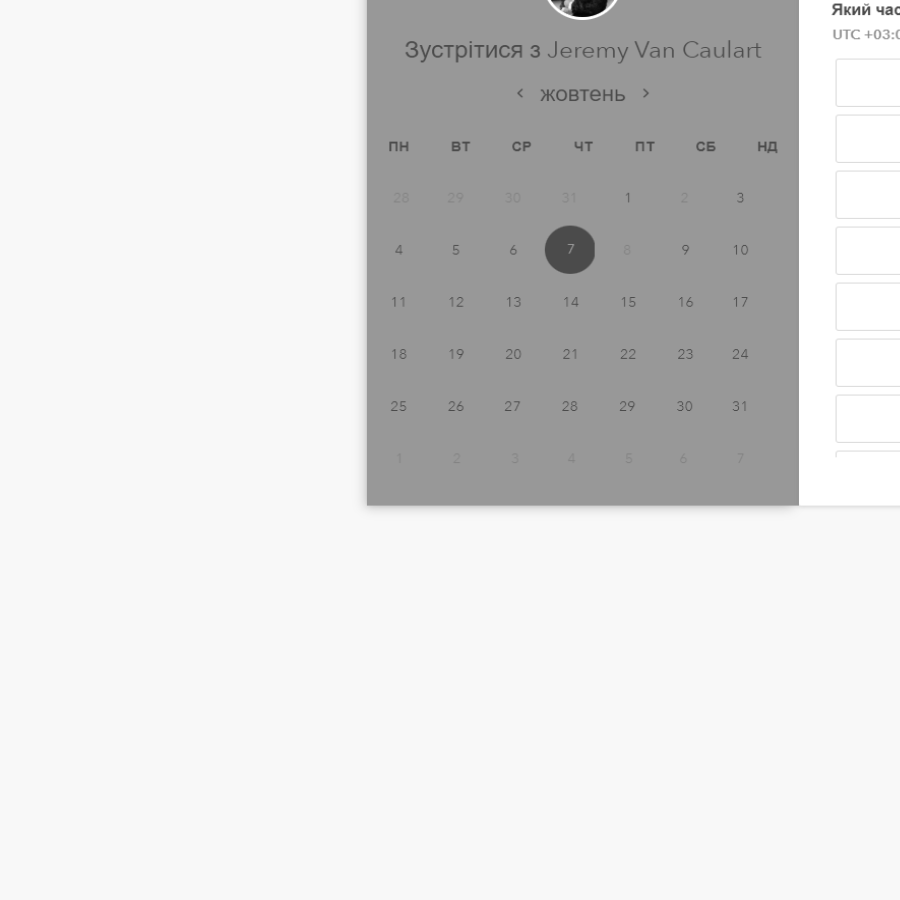 Зустрітися з Jeremy Van Caulart
‹ жовтень ›
ПН ВТ СР ЧТ ПТ СБ НД
28 29 30 31 1 2 3
4 5 6 7 8 9 10
11 12 13 14 15 16 17
18 19 20 21 22 23 24
25 26 27 28 29 30 31
1 2 3 4 5 6 7
Який
UTC +03: